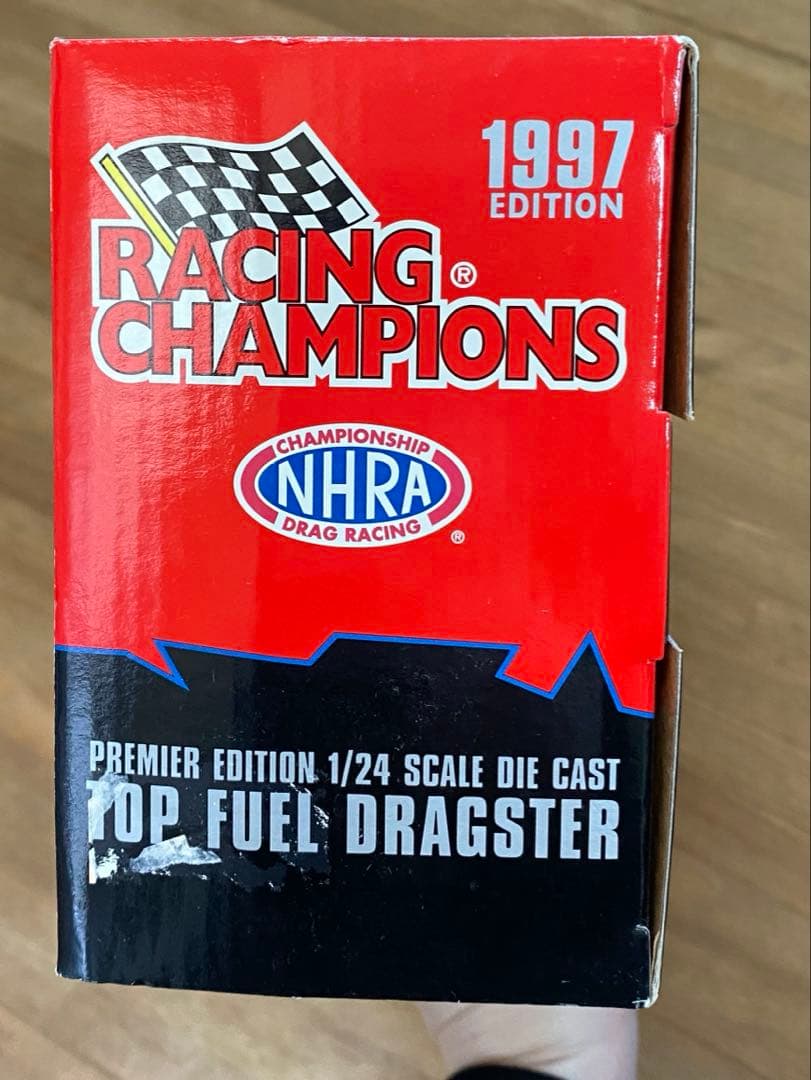 1997
EDITION
RACING ®
CHAMPIONS
CHAMPIONSHIP
NHRA
DRAG RACING ®
PREMIER EDITION 1/24 SCALE DIE CAST
TOP FUEL DRAGSTER